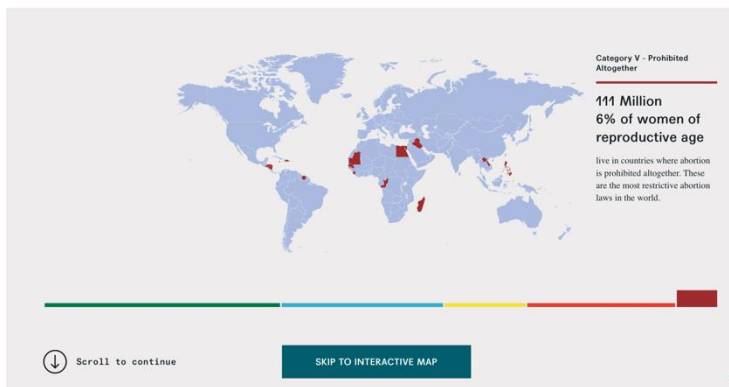 Category V - Prohibited
Altogether
111 Million
6% of women of
reproductive age
live in countries where abortion
is prohibited altogether. These
are the most restrictive abortion
laws in the world.
Scroll to continue
SKIP TO INTERACTIVE MAP